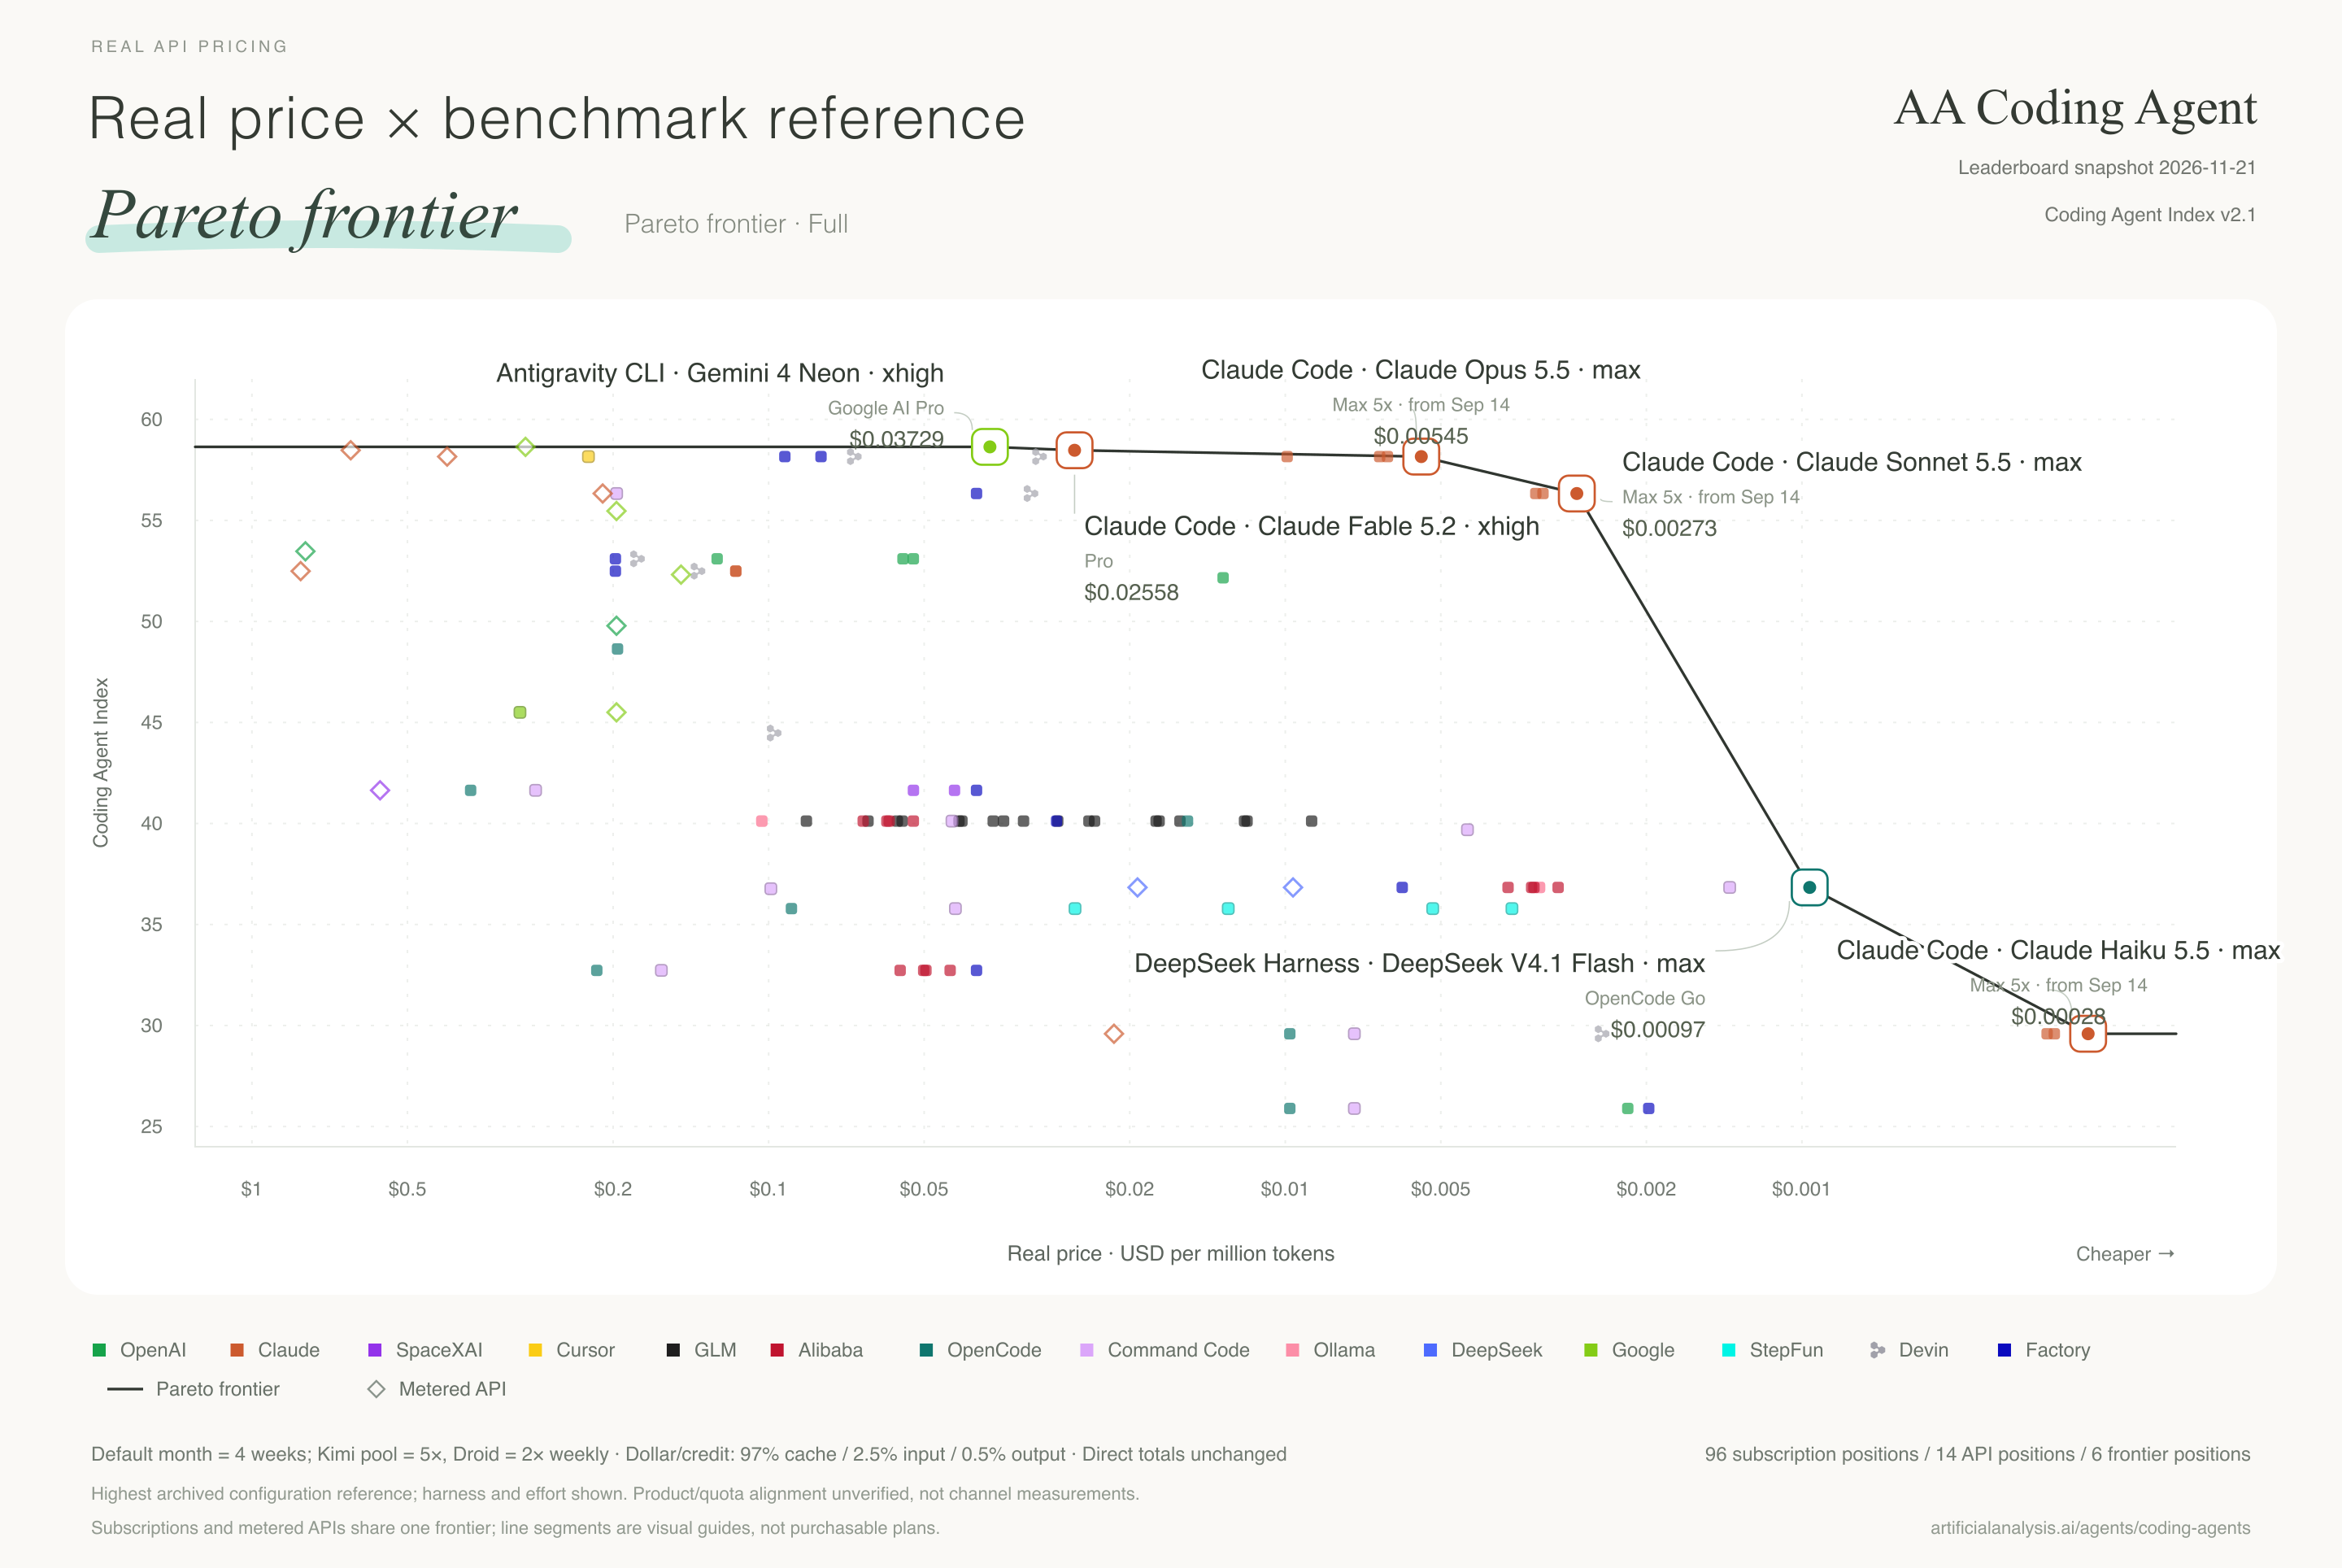 REAL API PRICING
Real price × benchmark reference
Pareto frontier
Pareto frontier · Full
AA Coding Agent
Leaderboard snapshot 2026-11-21
Coding Agent Index v2.1
Antigravity CLI · Gemini 4 Neon · xhigh
Google AI Pro
$0.03729
Claude Code · Claude Opus 5.5 · max
Max 5x · from Sep 14
$0.00545
Claude Code · Claude Sonnet 5.5 · max
Max 5x · from Sep 14
$0.00273
Claude Code · Claude Fable 5.2 · xhigh
Pro
$0.02558
DeepSeek Harness · DeepSeek V4.1 Flash · max
OpenCode Go
$0.00097
Claude Code · Claude Haiku 5.5 · max
Max 5x · from Sep 14
$0.00028
Coding Agent Index
60
55
50
45
40
35
30
25
$1
$0.5
$0.2
$0.1
$0.05
$0.02
$0.01
$0.005
$0.002
$0.001
Real price · USD per million tokens
Cheaper →
OpenAI
Claude
SpaceXAI
Cursor
GLM
Alibaba
OpenCode
Command Code
Ollama
DeepSeek
Google
StepFun
Devin
Factory
Pareto frontier
Metered API
Default month = 4 weeks; Kimi pool = 5×, Droid = 2× weekly · Dollar/credit: 97% cache / 2.5% input / 0.5% output · Direct totals unchanged
96 subscription positions / 14 API positions / 6 frontier positions
Highest archived configuration reference; harness and effort shown. Product/quota alignment unverified, not channel measurements.
Subscriptions and metered APIs share one frontier; line segments are visual guides, not purchasable plans.
artificialanalysis.ai/agents/coding-agents